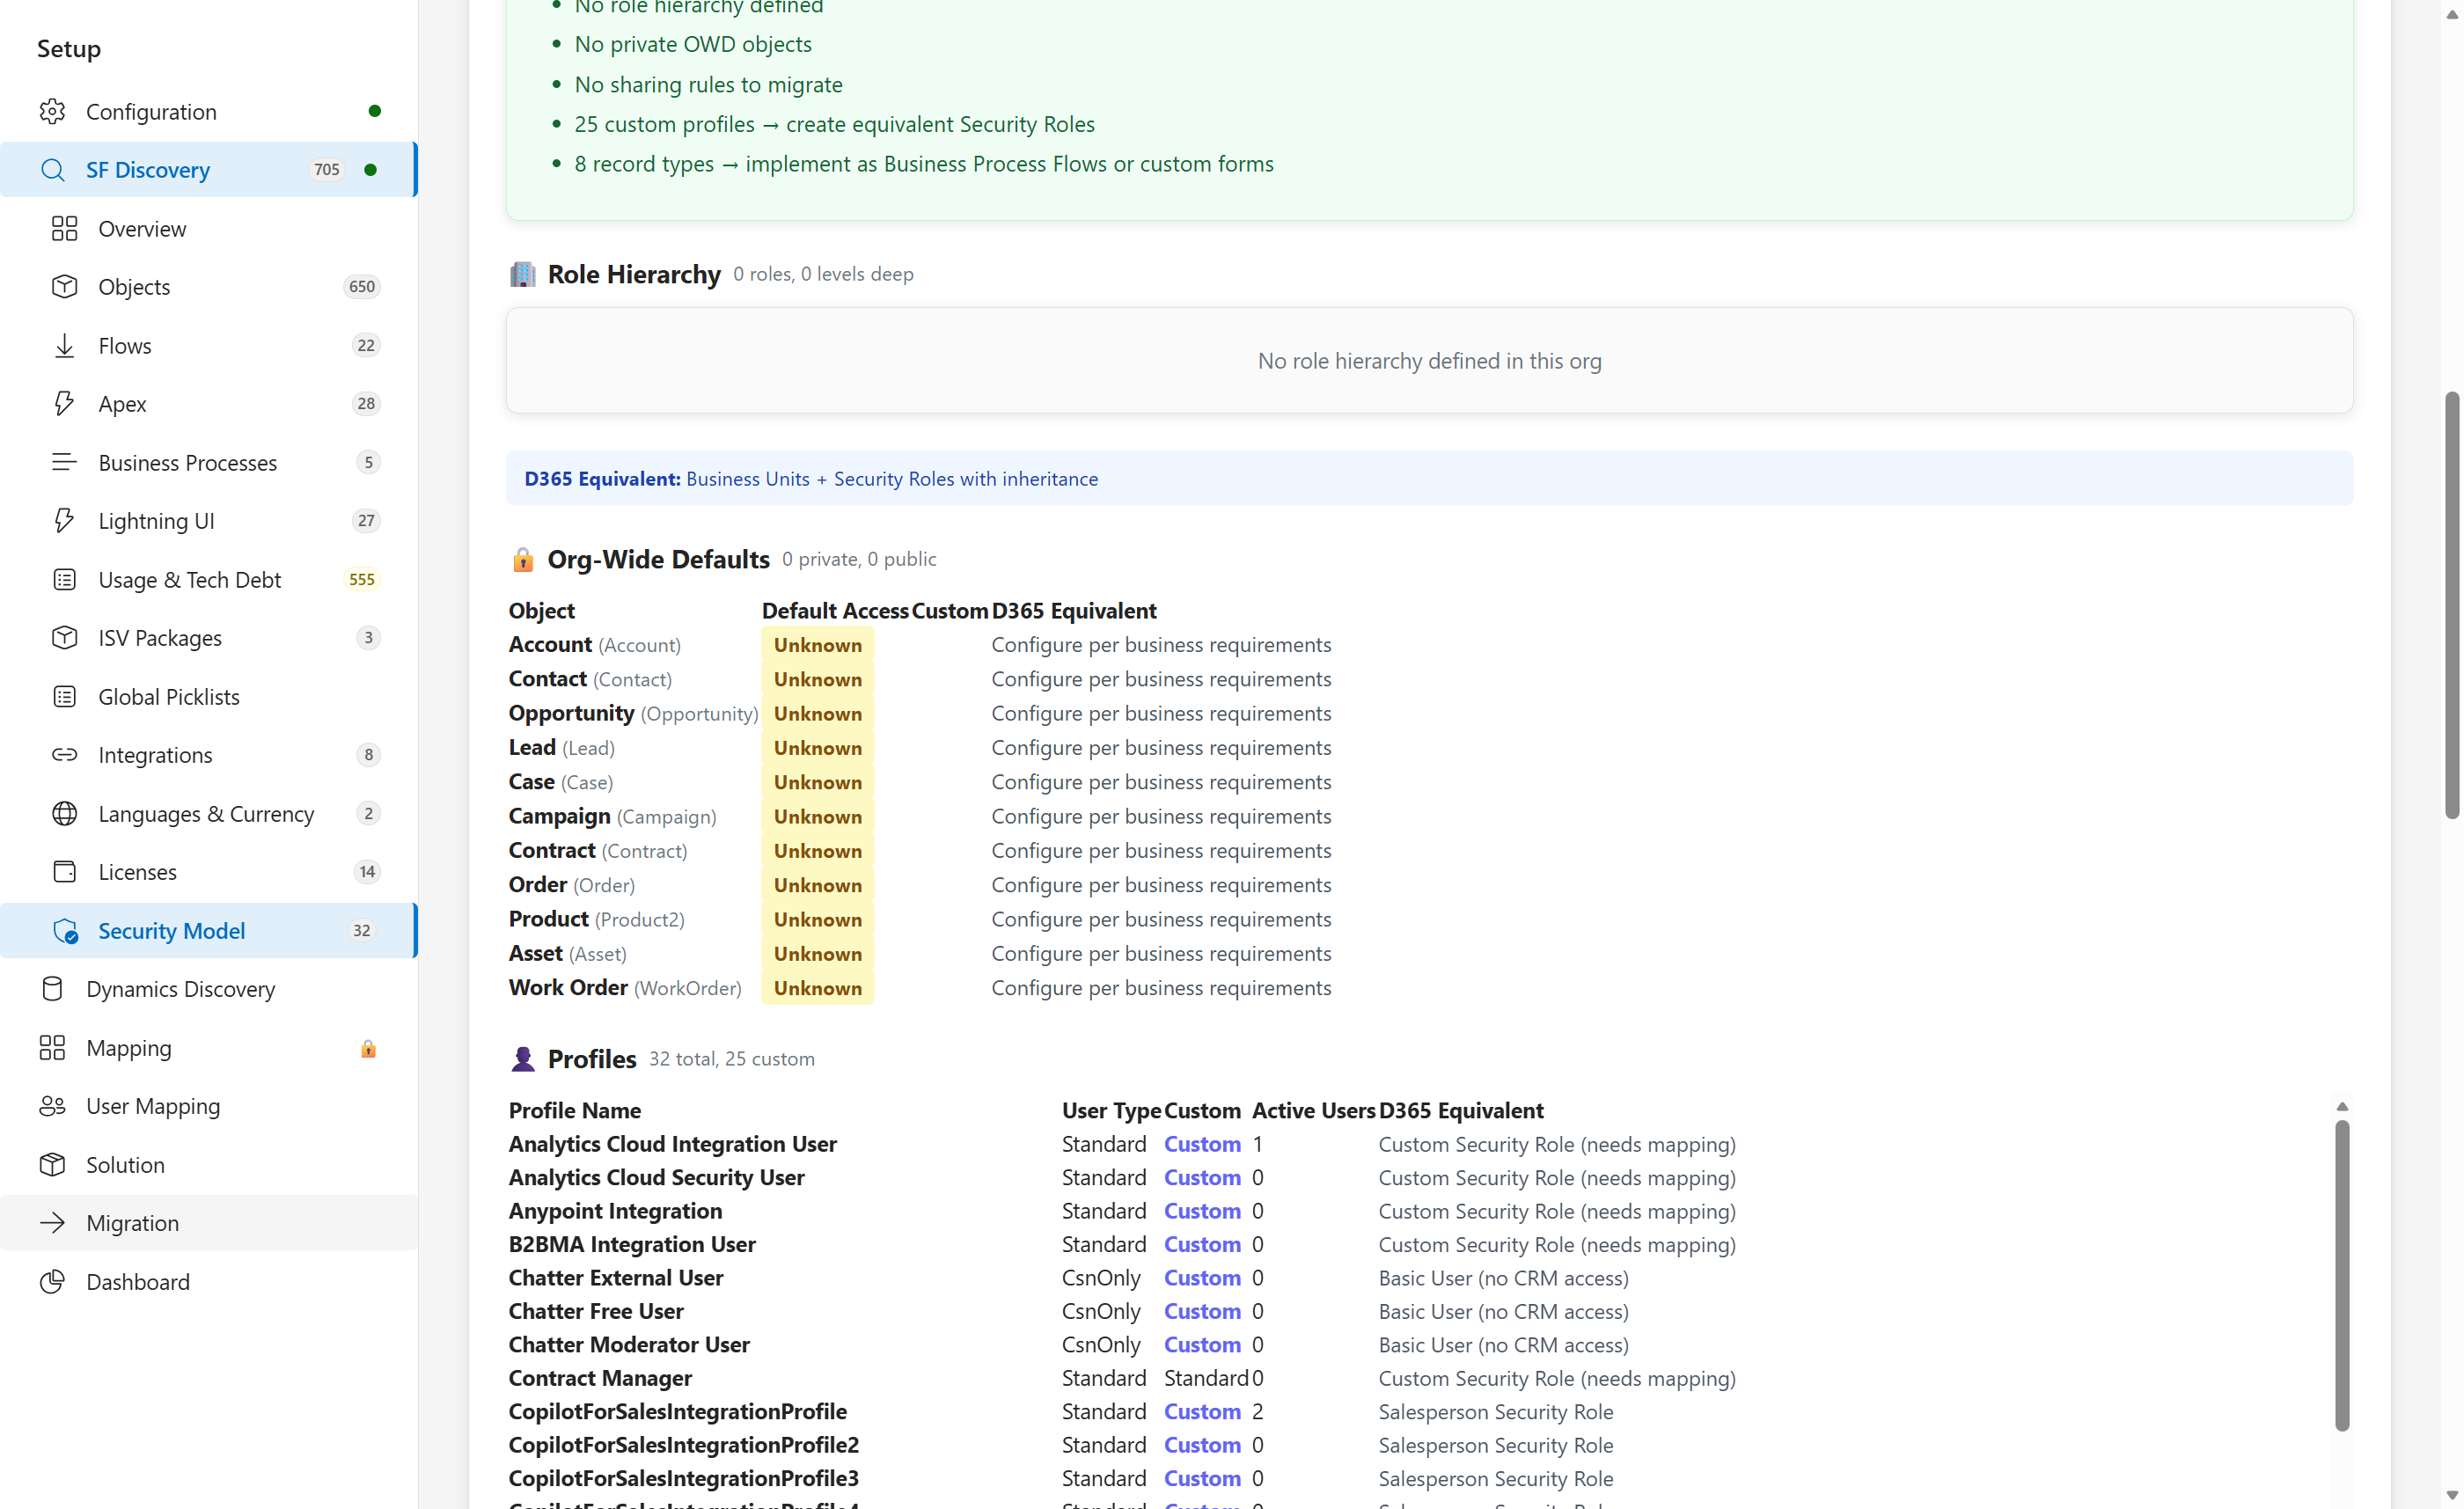 Setup
Configuration
SF Discovery 705
Overview
Objects 650
Flows 22
Apex 28
Business Processes 5
Lightning UI 27
Usage & Tech Debt 555
ISV Packages 3
Global Picklists
Integrations 8
Languages & Currency 2
Licenses 14
Security Model 32
Dynamics Discovery
Mapping
User Mapping
Solution
Migration
Dashboard
No role hierarchy defined
No private OWD objects
No sharing rules to migrate
25 custom profiles → create equivalent Security Roles
8 record types → implement as Business Process Flows or custom forms
Role Hierarchy 0 roles, 0 levels deep
No role hierarchy defined in this org
D365 Equivalent: Business Units + Security Roles with inheritance
Org-Wide Defaults 0 private, 0 public
Object Default Access Custom D365 Equivalent
Account (Account) Unknown Configure per business requirements
Contact (Contact) Unknown Configure per business requirements
Opportunity (Opportunity) Unknown Configure per business requirements
Lead (Lead) Unknown Configure per business requirements
Case (Case) Unknown Configure per business requirements
Campaign (Campaign) Unknown Configure per business requirements
Contract (Contract) Unknown Configure per business requirements
Order (Order) Unknown Configure per business requirements
Product (Product2) Unknown Configure per business requirements
Asset (Asset) Unknown Configure per business requirements
Work Order (WorkOrder) Unknown Configure per business requirements
Profiles 32 total, 25 custom
Profile Name User Type Custom Active Users D365 Equivalent
Analytics Cloud Integration User Standard Custom 1 Custom Security Role (needs mapping)
Analytics Cloud Security User Standard Custom 0 Custom Security Role (needs mapping)
Anypoint Integration Standard Custom 0 Custom Security Role (needs mapping)
B2BMA Integration User Standard Custom 0 Custom Security Role (needs mapping)
Chatter External User CsnOnly Custom 0 Basic User (no CRM access)
Chatter Free User CsnOnly Custom 0 Basic User (no CRM access)
Chatter Moderator User CsnOnly Custom 0 Basic User (no CRM access)
Contract Manager Standard Standard 0 Custom Security Role (needs mapping)
CopilotForSalesIntegrationProfile Standard Custom 2 Salesperson Security Role
CopilotForSalesIntegrationProfile2 Standard Custom 0 Salesperson Security Role
CopilotForSalesIntegrationProfile3 Standard Custom 0 Salesperson Security Role